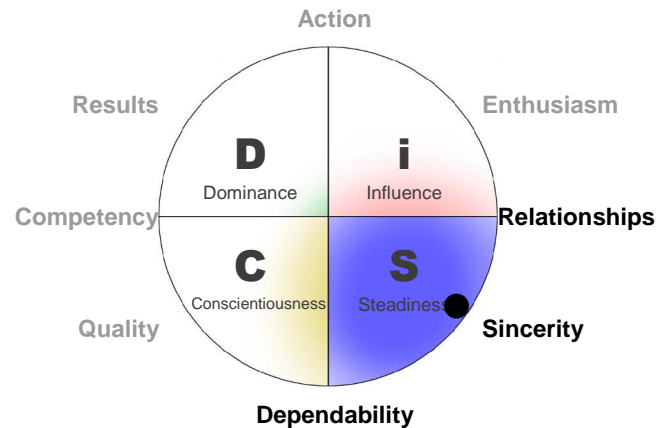 Action
Results
Enthusiasm
D
i
Dominance
Influence
Competency
Relationships
C
S
Conscientiousness
Steadiness
Quality
Sincerity
Dependability